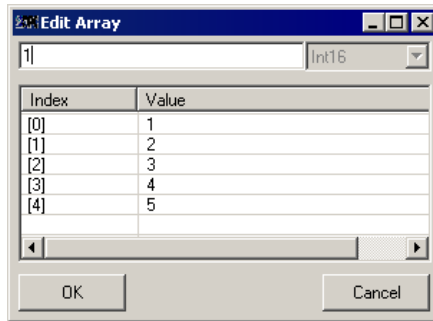 Edit Array
1 Int16
Index Value
[0] 1
[1] 2
[2] 3
[3] 4
[4] 5
OK Cancel